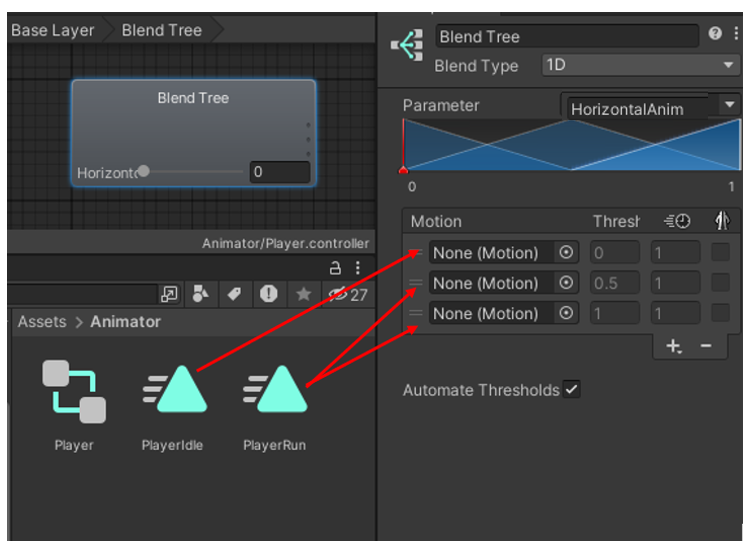 Base Layer
Blend Tree
Blend Tree
Horizonta
0
Animator/Player.controller
27
Assets > Animator
Player
PlayerIdle
PlayerRun
Blend Tree
Blend Type
1D
Parameter
HorizontalAnim
0
1
Motion
Thresh
None (Motion)
0
1
None (Motion)
0.5
1
None (Motion)
1
1
+
-
Automate Thresholds